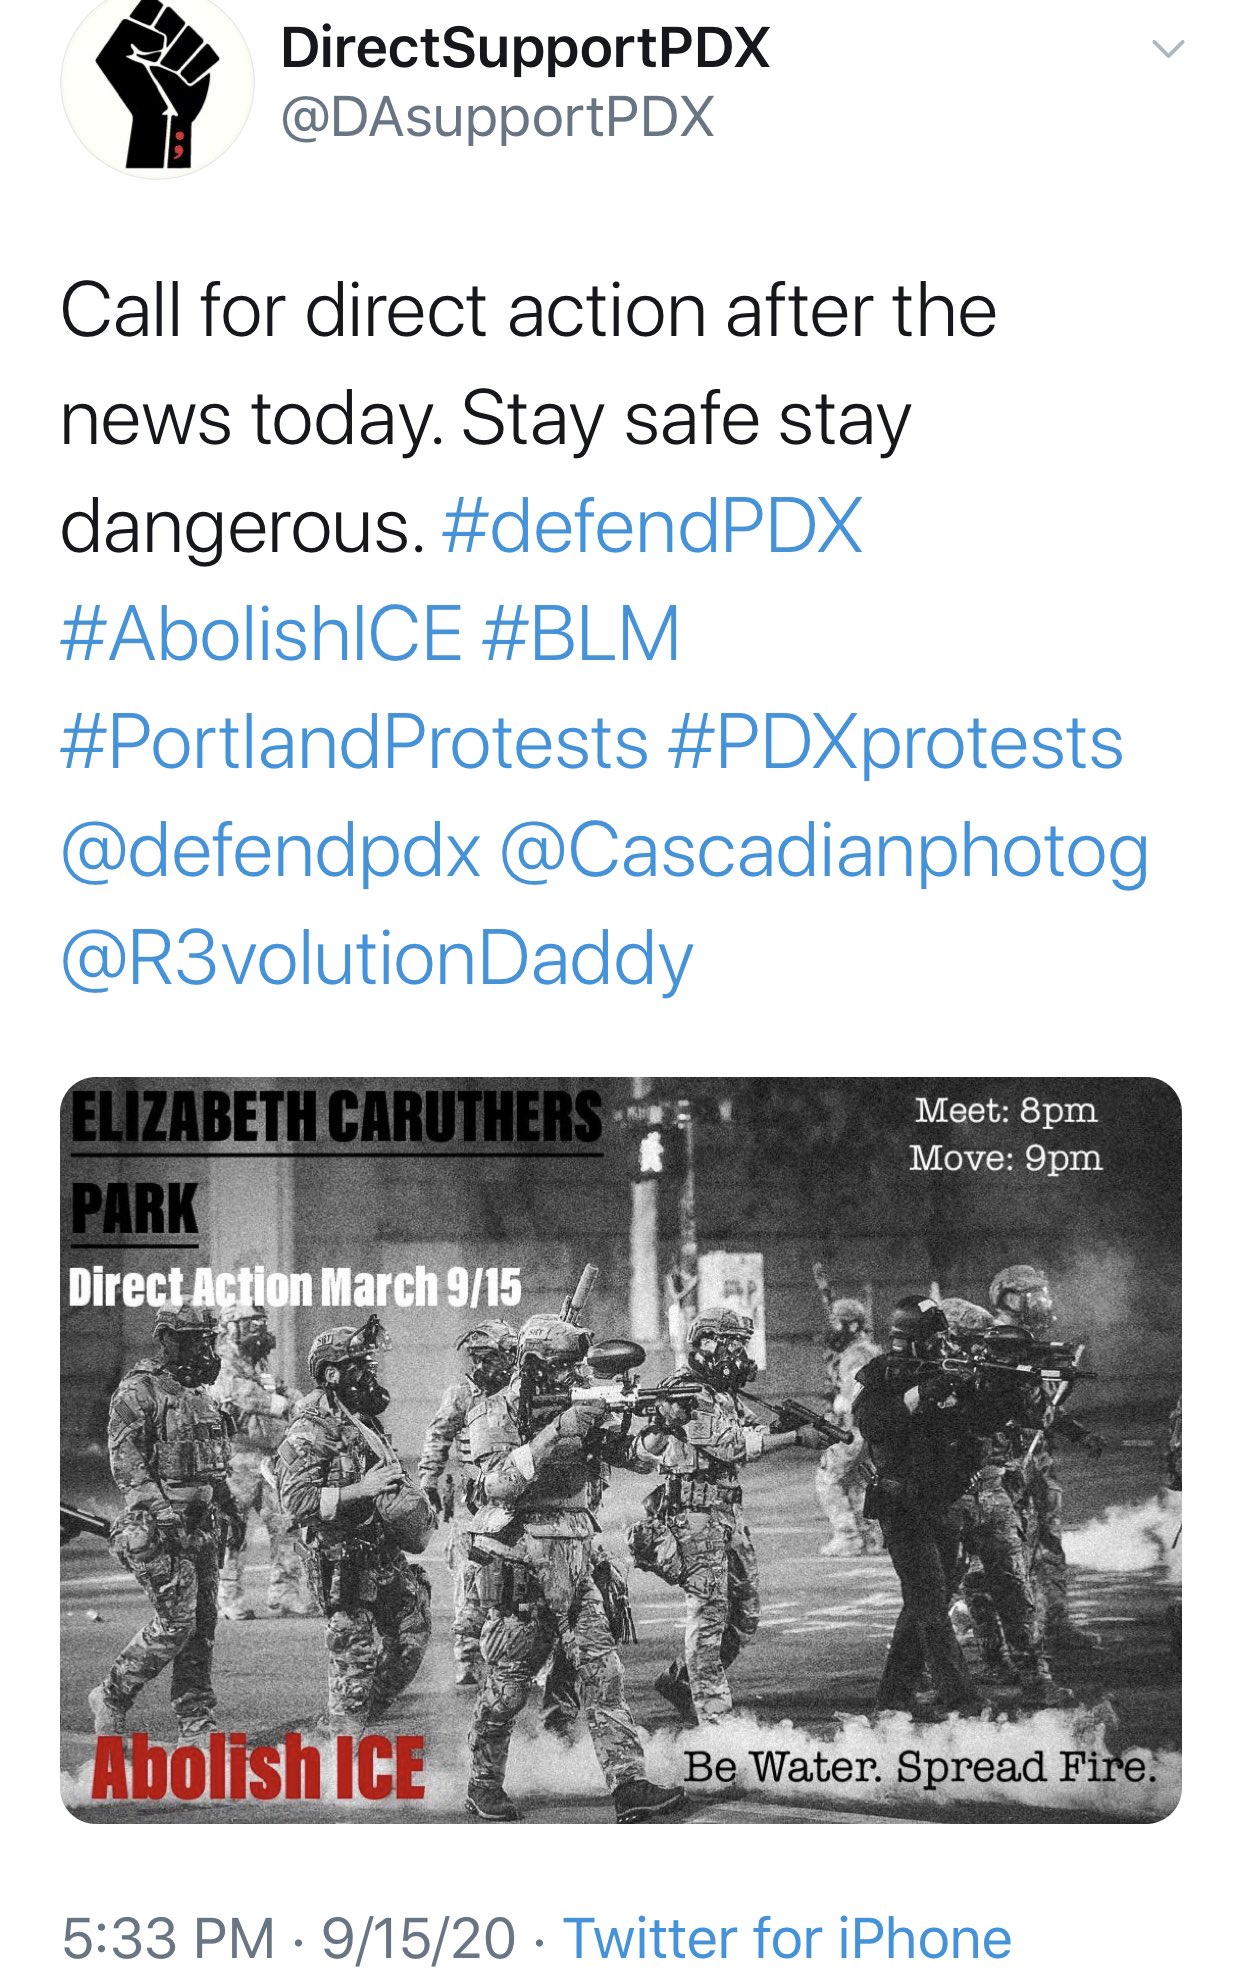 DirectSupportPDX
@DAsupportPDX
Call for direct action after the
news today. Stay safe stay
dangerous. #defendPDX
#AbolishICE #BLM
#PortlandProtests #PDXprotests
@defendpdx @Cascadianphotog
@R3volutionDaddy
ELIZABETH CARUTHERS
PARK
Direct Action March 9/15
Meet: 8pm
Move: 9pm
Abolish ICE
Be Water. Spread Fire.
5:33 PM · 9/15/20 · Twitter for iPhone